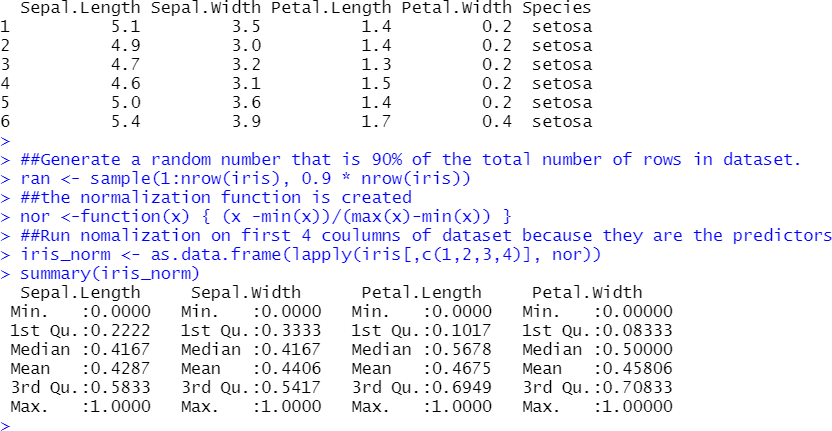 Sepal.Length Sepal.Width Petal.Length Petal.Width Species
1          5.1         3.5          1.4         0.2  setosa
2          4.9         3.0          1.4         0.2  setosa
3          4.7         3.2          1.3         0.2  setosa
4          4.6         3.1          1.5         0.2  setosa
5          5.0         3.6          1.4         0.2  setosa
6          5.4         3.9          1.7         0.4  setosa
>
> ##Generate a random number that is 90% of the total number of rows in dataset.
> ran <- sample(1:nrow(iris), 0.9 * nrow(iris))
> ##the normalization function is created
> nor <-function(x) { (x -min(x))/(max(x)-min(x)) }
> ##Run nomalization on first 4 coulumns of dataset because they are the predictors
> iris_norm <- as.data.frame(lapply(iris[,c(1,2,3,4)], nor))
> summary(iris_norm)
  Sepal.Length     Sepal.Width      Petal.Length     Petal.Width
 Min.   :0.0000   Min.   :0.0000   Min.   :0.0000   Min.   :0.00000
 1st Qu.:0.2222   1st Qu.:0.3333   1st Qu.:0.1017   1st Qu.:0.08333
 Median :0.4167   Median :0.4167   Median :0.5678   Median :0.50000
 Mean   :0.4287   Mean   :0.4406   Mean   :0.4675   Mean   :0.45806
 3rd Qu.:0.5833   3rd Qu.:0.5417   3rd Qu.:0.6949   3rd Qu.:0.70833
 Max.   :1.0000   Max.   :1.0000   Max.   :1.0000   Max.   :1.00000
>